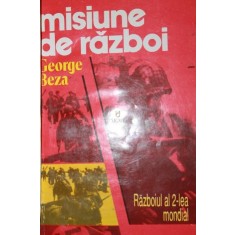 misiune
de război
George
Beza
Războiul al 2-lea
mondial